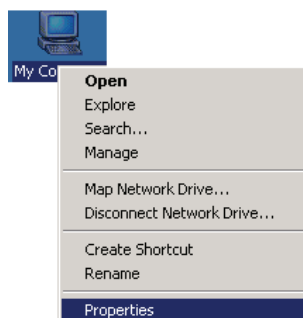 My Co
Open
Explore
Search...
Manage
Map Network Drive...
Disconnect Network Drive...
Create Shortcut
Rename
Properties